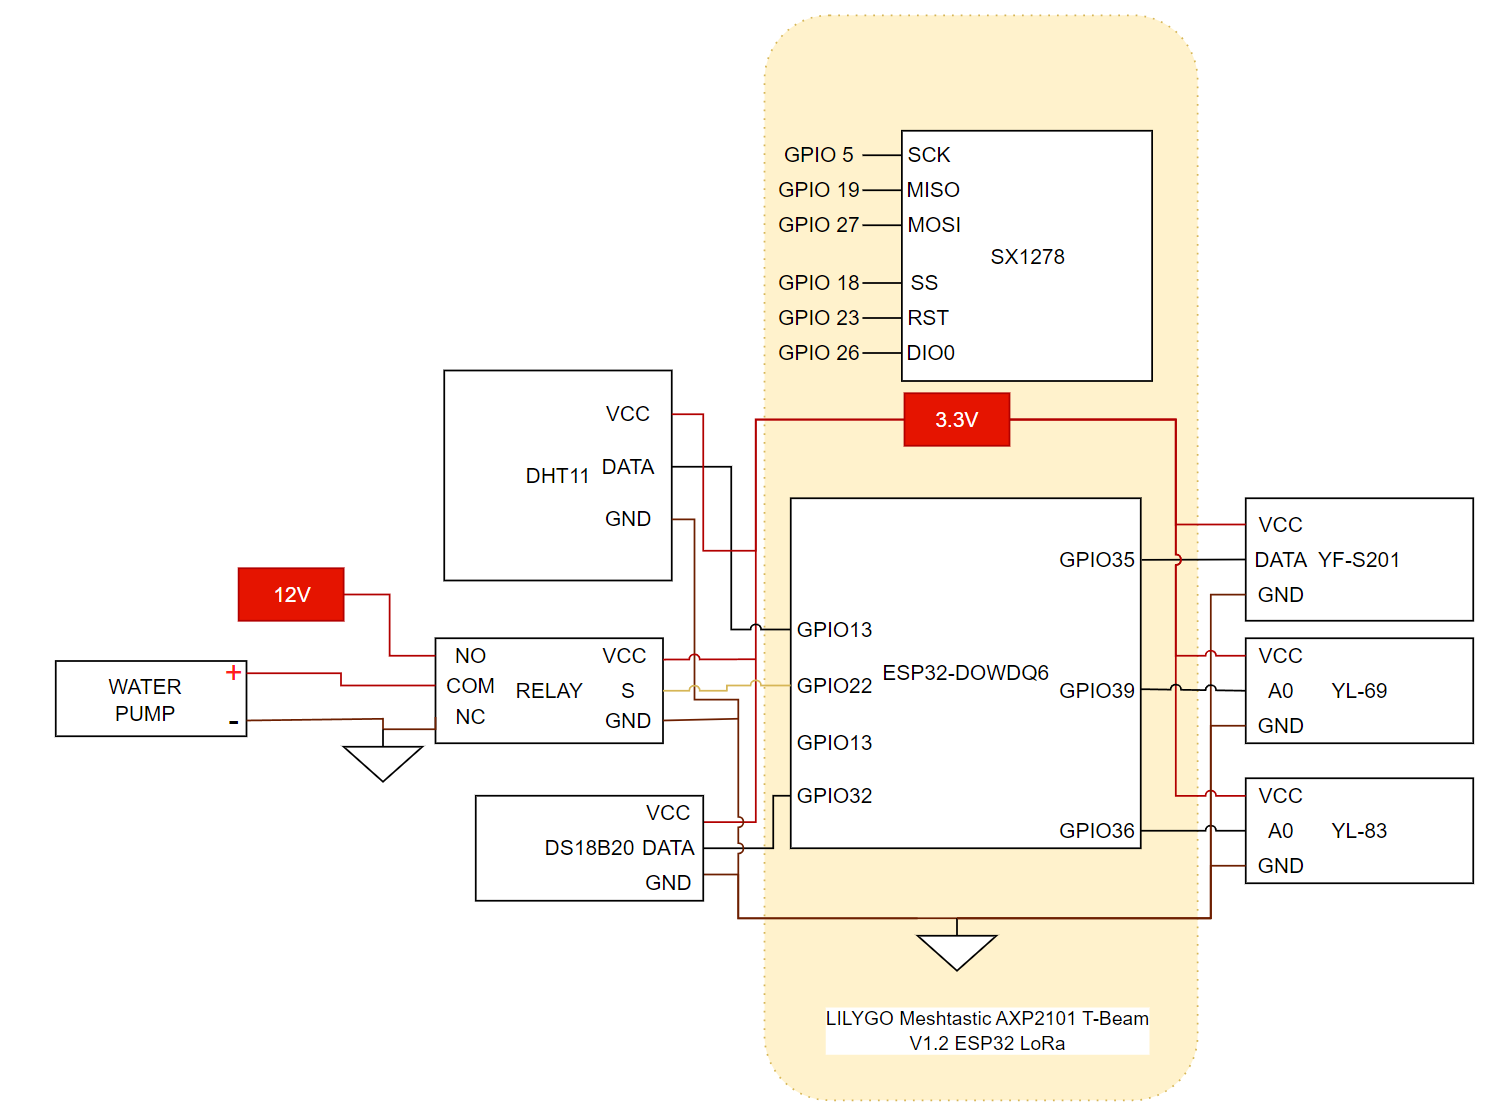 GPIO 5
SCK
GPIO 19
MISO
GPIO 27
MOSI
SX1278
GPIO 18
SS
GPIO 23
RST
GPIO 26
DIO0
VCC
DHT11
DATA
GND
3.3V
12V
WATER
PUMP
+
-
NO
COM
NC
RELAY
VCC
S
GND
VCC
DS18B20
DATA
GND
GPIO13
GPIO22
GPIO13
GPIO32
ESP32-DOWDQ6
GPIO35
GPIO39
GPIO36
VCC
DATA
YF-S201
GND
VCC
A0
YL-69
GND
VCC
A0
YL-83
GND
LILYGO Meshtastic AXP2101 T-Beam
V1.2 ESP32 LoRa